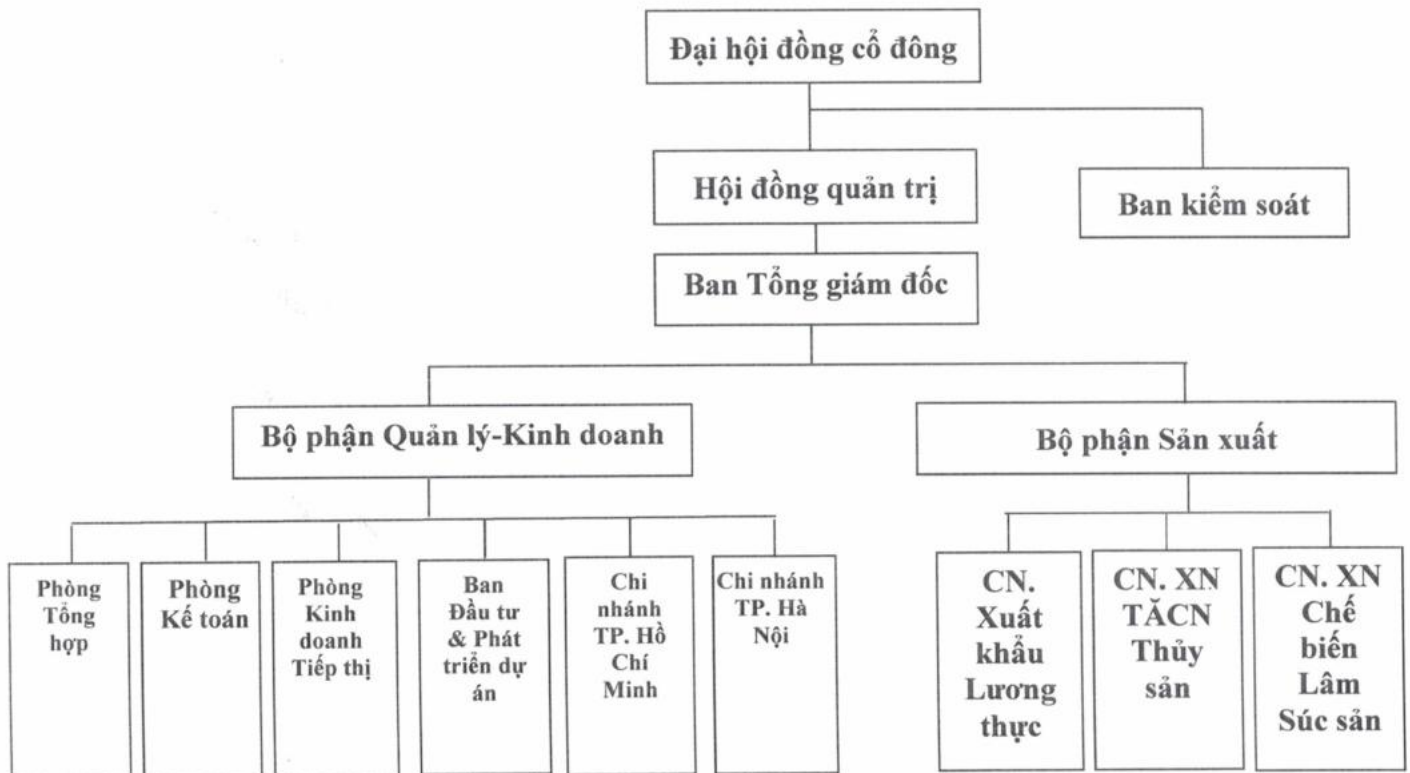 Đại hội đồng cổ đông
Hội đồng quản trị
Ban kiểm soát
Ban Tổng giám đốc
Bộ phận Quản lý-Kinh doanh
Bộ phận Sản xuất
Phòng
Tổng
hợp
Phòng
Kế toán
Phòng
Kinh
doanh
Tiếp thị
Ban
Đầu tư
& Phát
triển dự
án
Chi
nhánh
TP. Hồ
Chí
Minh
Chi nhánh
TP. Hà
Nội
CN.
Xuất
khẩu
Lương
thực
CN. XN
TĂCN
Thủy
sản
CN. XN
Chế
biến
Lâm
Súc sản